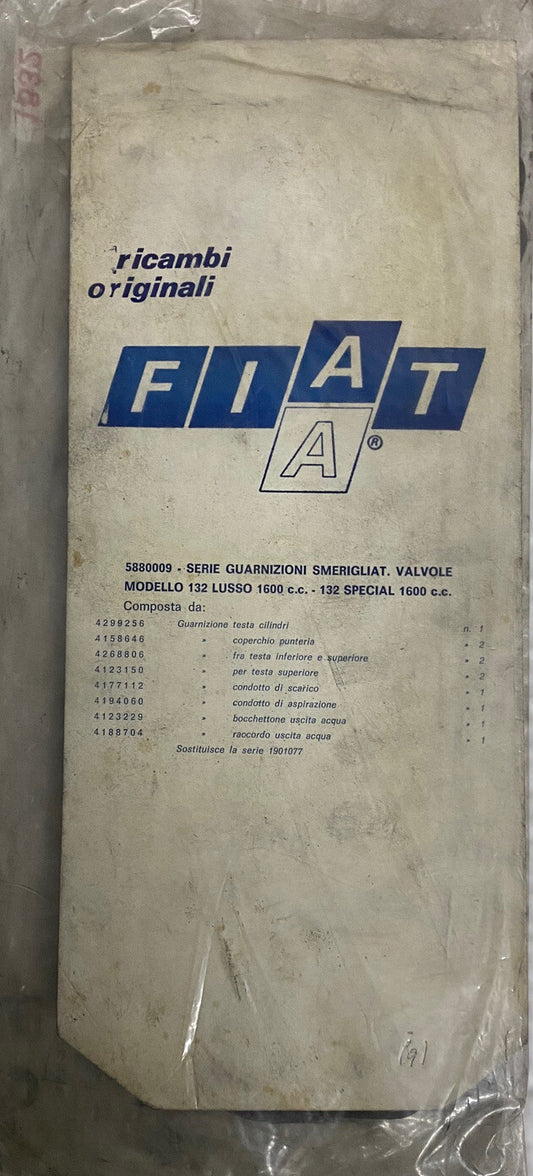 1832
ricambi
originali
FIAT
A
®
5880009 - SERIE GUARNIZIONI SMERIGLIAT. VALVOLE
MODELLO 132 LUSSO 1600 c.c. - 132 SPECIAL 1600 c.c.
Composta da:
4299256 Guarnizione testa cilindri n. 1
4158646 » coperchio punteria » 2
4268806 » fra testa inferiore e superiore » 2
4123150 » per testa superiore » 2
4177112 » condotto di scarico » 1
4194060 » condotto di aspirazione » 1
4123229 » bocchettone uscita acqua » 1
4188704 » raccordo uscita acqua » 1
Sostituisce la serie 1901077